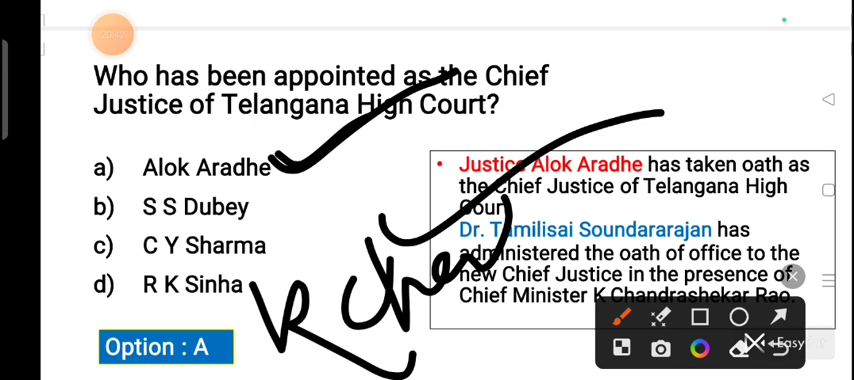 20:42
Who has been appointed as the Chief
Justice of Telangana High Court?
a) Alok Aradhe
b) S S Dubey
c) C Y Sharma
d) R K Sinha
Option : A
• Justice Alok Aradhe has taken oath as
the Chief Justice of Telangana High
Court
Dr. Tamilisai Soundararajan has
administered the oath of office to the
new Chief Justice in the presence of
Chief Minister K Chandrashekar Rao.